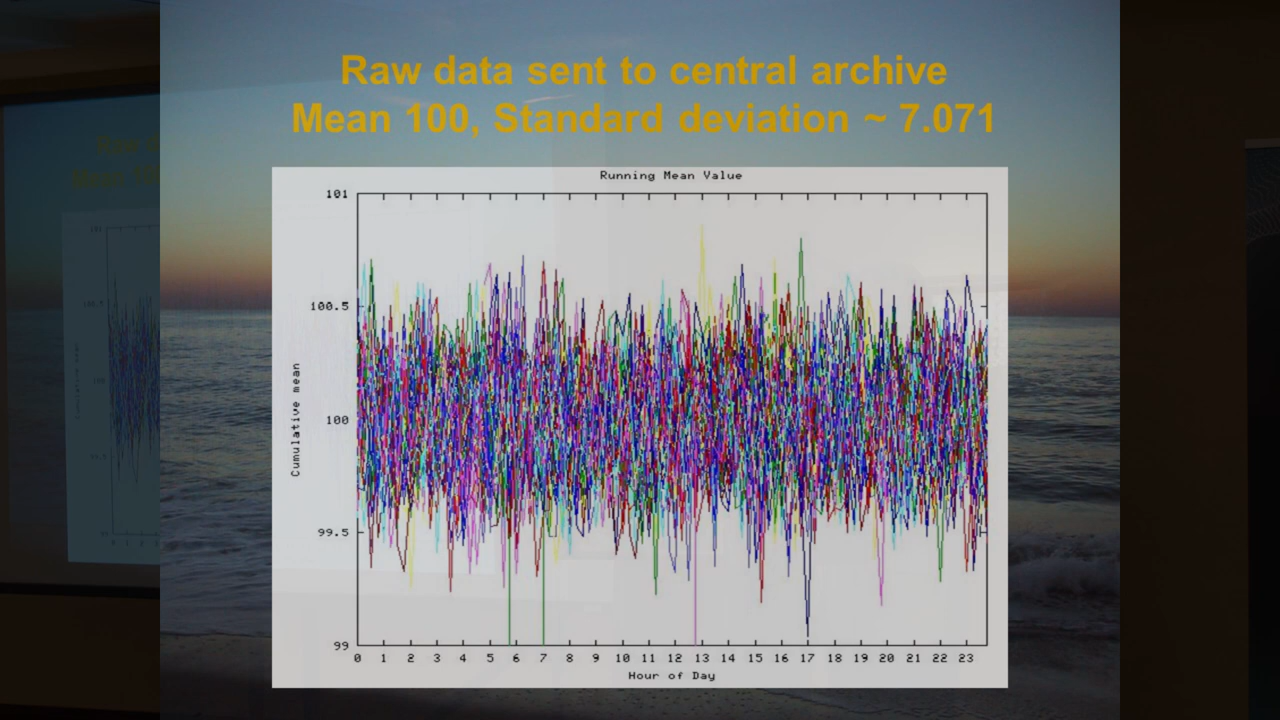 Raw data sent to central archive
Mean 100, Standard deviation ~ 7.071
Running Mean Value
101
100.5
100
99.5
99
Cumulative mean
0 1 2 3 4 5 6 7 8 9 10 11 12 13 14 15 16 17 18 19 20 21 22 23
Hour of Day